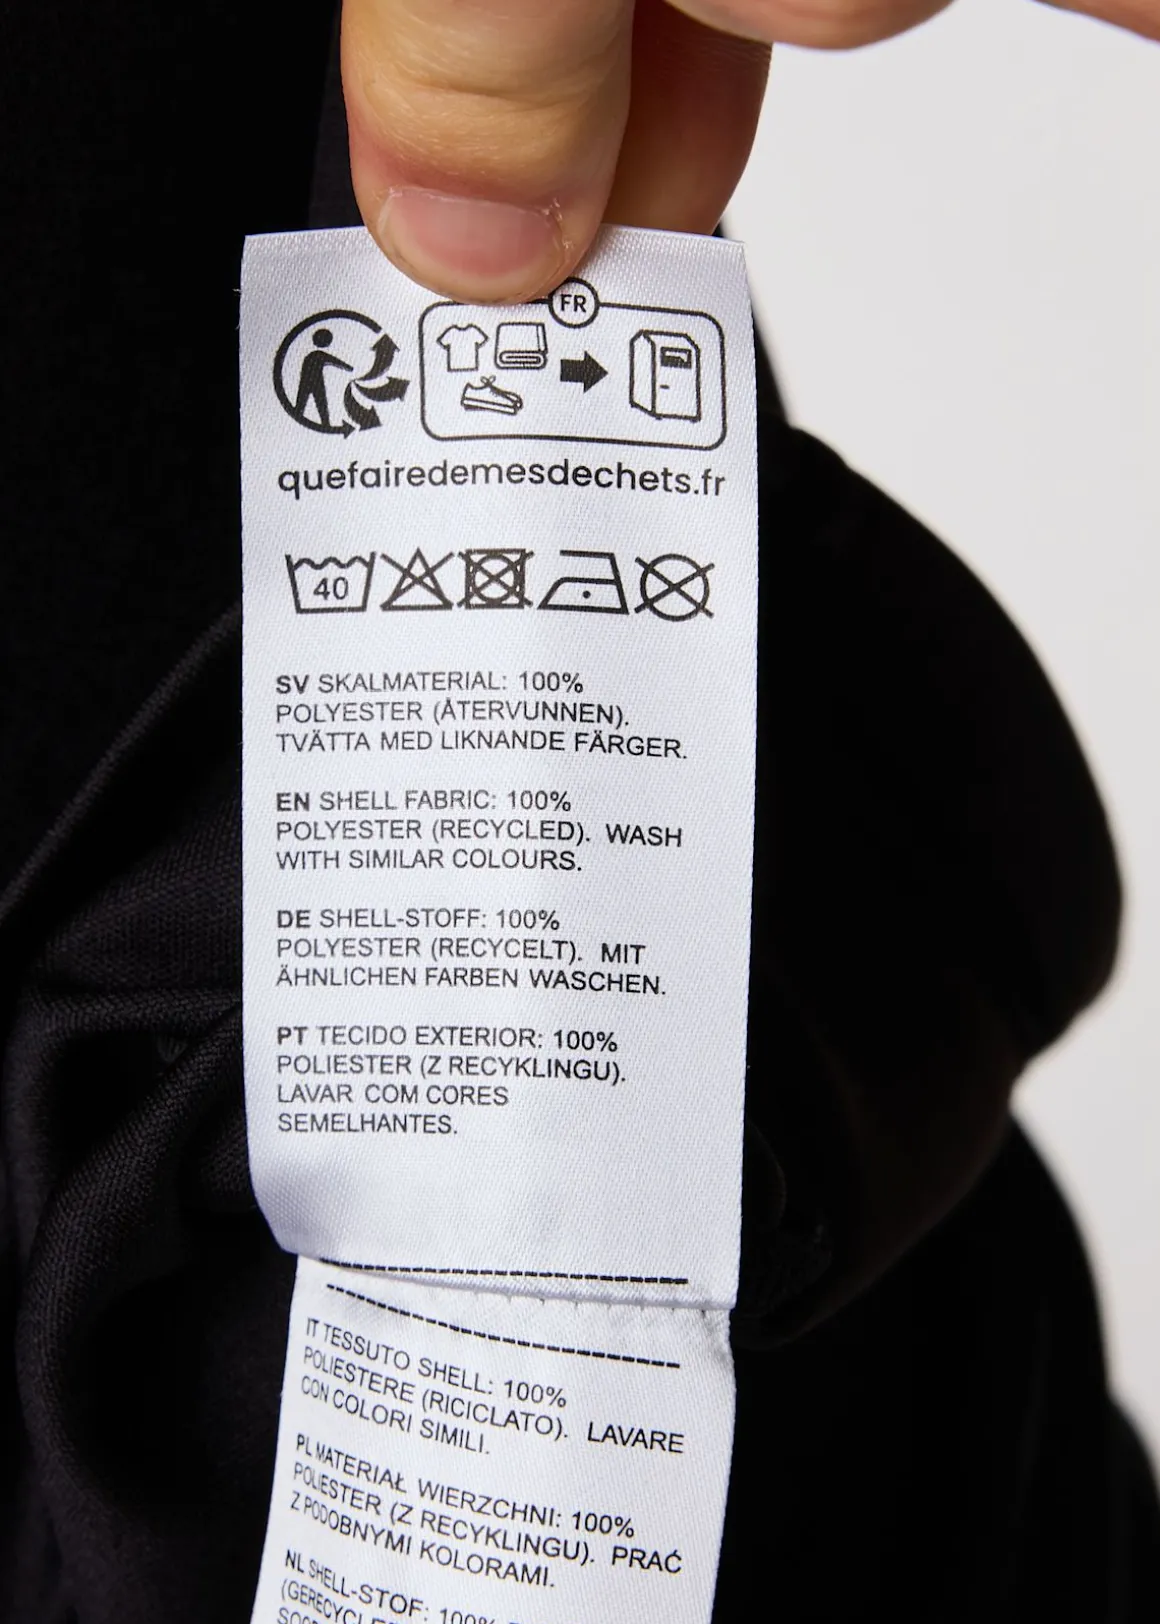 FR
quefairedemesdechets.fr
40
SV SKALMATERIAL: 100%
POLYESTER (ÅTERVUNNEN).
TVÄTTA MED LIKNANDE FÄRGER.
EN SHELL FABRIC: 100%
POLYESTER (RECYCLED). WASH
WITH SIMILAR COLOURS.
DE SHELL-STOFF: 100%
POLYESTER (RECYCELT). MIT
ÄHNLICHEN FARBEN WASCHEN.
PT TECIDO EXTERIOR: 100%
POLIESTER (Z RECYKLINGU).
LAVAR COM CORES
SEMELHANTES.
IT TESSUTO SHELL: 100%
POLIESTERE (RICICLATO). LAVARE
CON COLORI SIMILI.
PL MATERIAŁ WIERZCHNI: 100%
POLIESTER (Z RECYKLINGU). PRAĆ
Z PODOBNYMI KOLORAMI.
NL SHELL-STOF: 100%